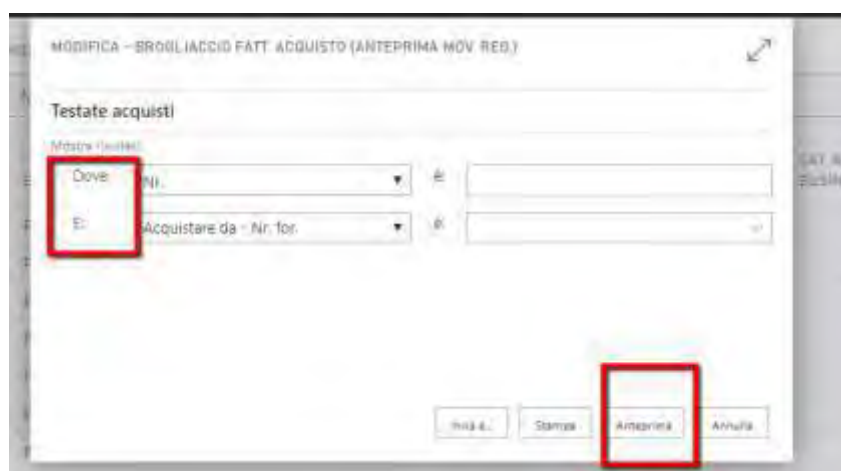 MODIFICA - BROGLIACCIO FATT. ACQUISTO (ANTEPRIMA MOV. REG.)
Testate acquisti
Mostra risultati:
Dove: Nr. è:
E: Acquistare da - Nr. for. è:
Invia a... Stampa Anteprima Annulla